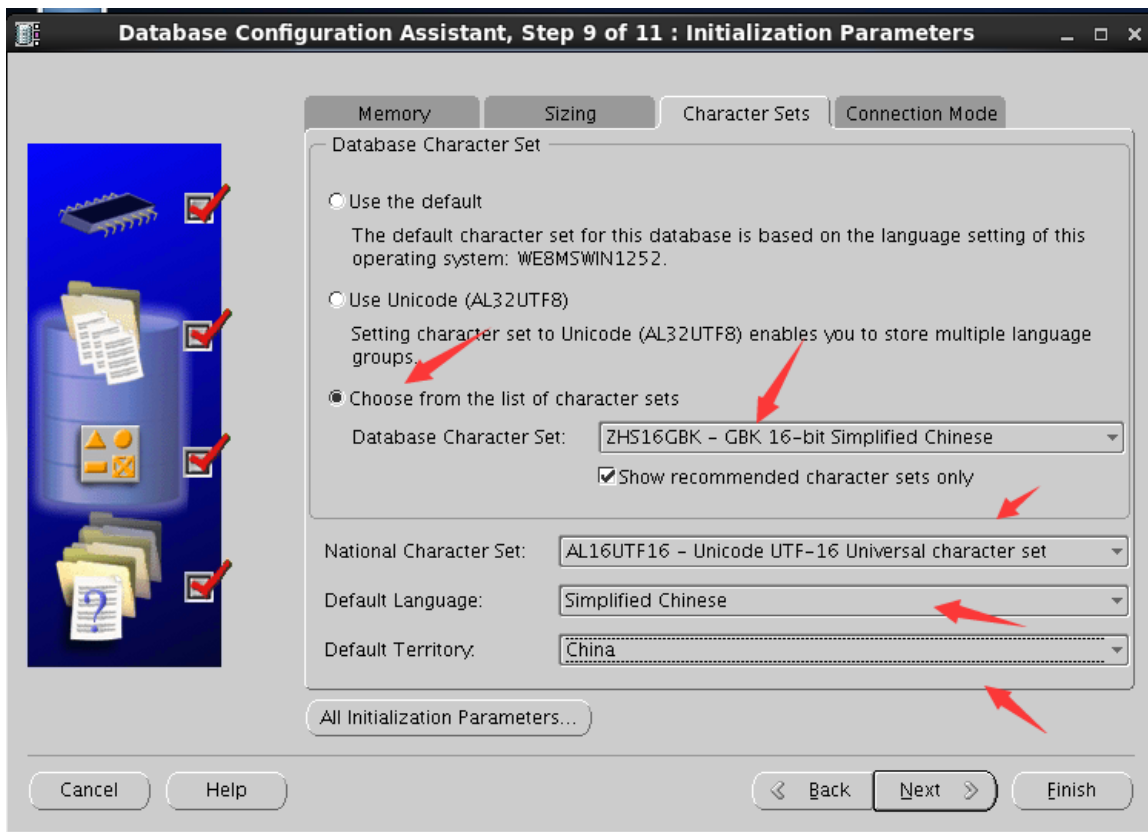 Database Configuration Assistant, Step 9 of 11 : Initialization Parameters
Memory Sizing Character Sets Connection Mode
Database Character Set
Use the default
The default character set for this database is based on the language setting of this
operating system: WE8MSWIN1252.
Use Unicode (AL32UTF8)
Setting character set to Unicode (AL32UTF8) enables you to store multiple language
groups.
Choose from the list of character sets
Database Character Set: ZHS16GBK - GBK 16-bit Simplified Chinese
Show recommended character sets only
National Character Set: AL16UTF16 - Unicode UTF-16 Universal character set
Default Language: Simplified Chinese
Default Territory: China
All Initialization Parameters...
Cancel Help Back Next Finish